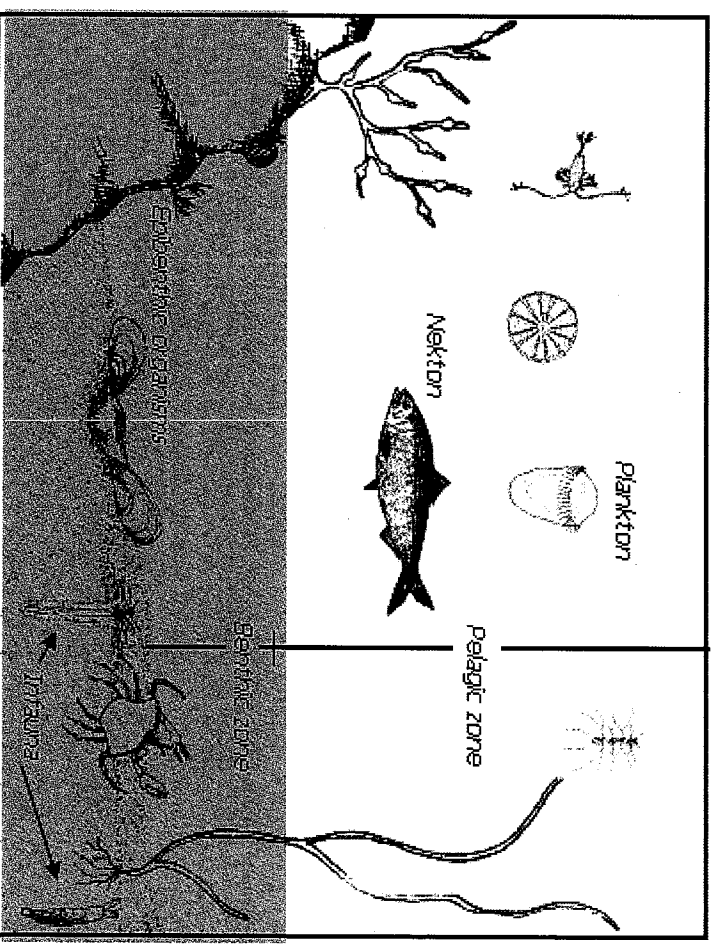 Plankton
Nekton
Pelagic zone
Benthic zone
Epibenthic organisms
Infauna